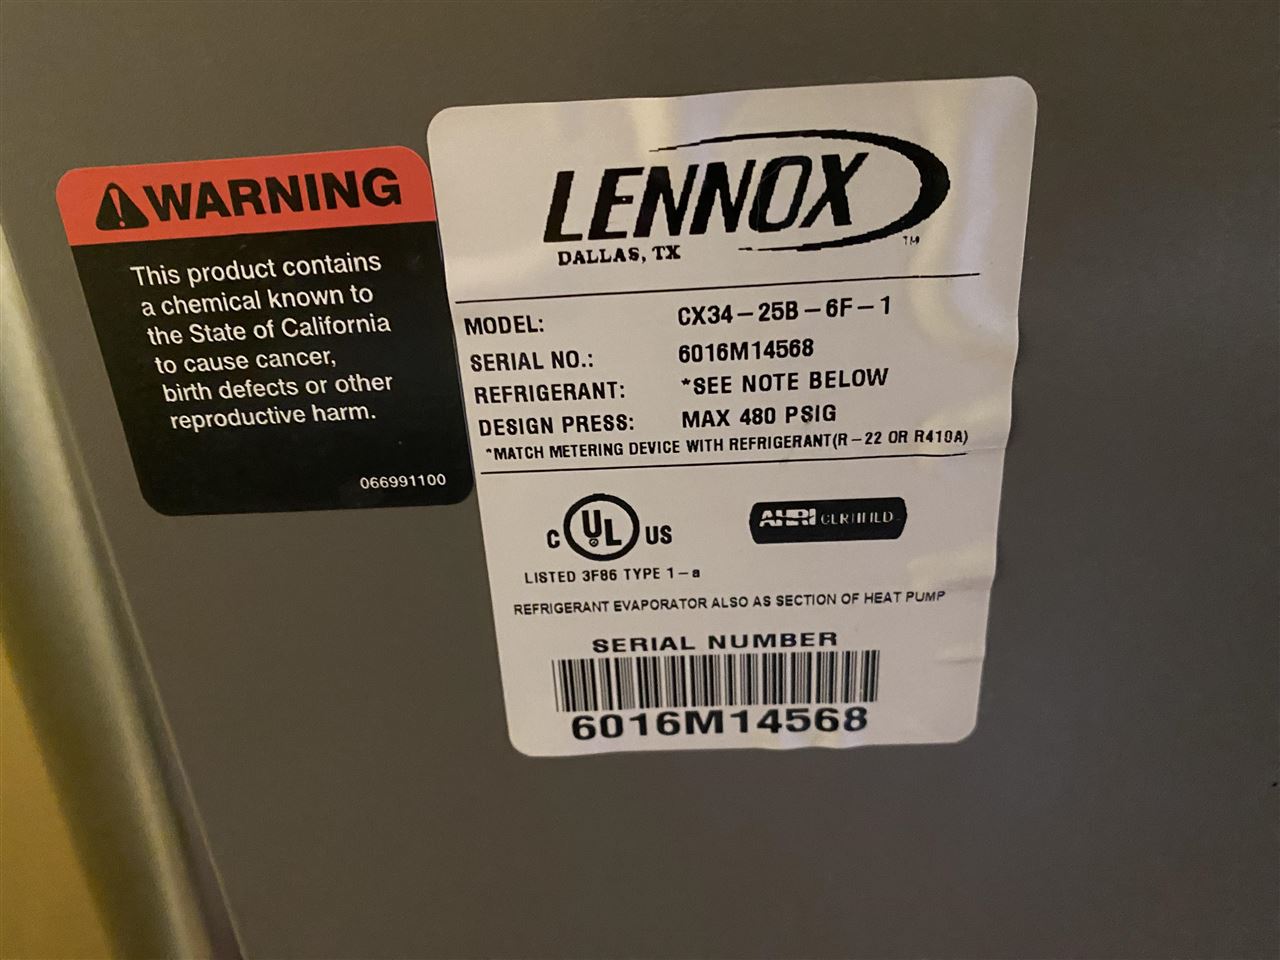 WARNING
This product contains
a chemical known to
the State of California
to cause cancer,
birth defects or other
reproductive harm.
066991100
LENNOX
TM
DALLAS, TX
MODEL: CX34-25B-6F-1
SERIAL NO.: 6016M14568
REFRIGERANT: *SEE NOTE BELOW
DESIGN PRESS: MAX 480 PSIG
*MATCH METERING DEVICE WITH REFRIGERANT(R-22 OR R410A)
C UL US
AHRI CERTIFIED
LISTED 3F86 TYPE 1-a
REFRIGERANT EVAPORATOR ALSO AS SECTION OF HEAT PUMP
SERIAL NUMBER
6016M14568